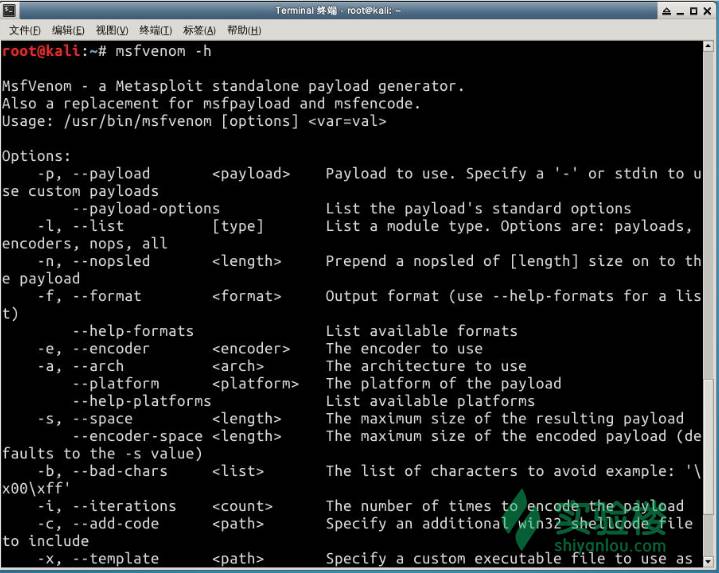 Terminal 终端 - root@kali: ~
文件(F) 编辑(E) 视图(V) 终端(T) 标签(A) 帮助(H)
root@kali:~# msfvenom -h
MsfVenom - a Metasploit standalone payload generator.
Also a replacement for msfpayload and msfencode.
Usage: /usr/bin/msfvenom [options] <var=val>
Options:
-p, --payload <payload> Payload to use. Specify a '-' or stdin to u
se custom payloads
--payload-options List the payload's standard options
-l, --list [type] List a module type. Options are: payloads,
encoders, nops, all
-n, --nopsled <length> Prepend a nopsled of [length] size on to th
e payload
-f, --format <format> Output format (use --help-formats for a lis
t)
--help-formats List available formats
-e, --encoder <encoder> The encoder to use
-a, --arch <arch> The architecture to use
--platform <platform> The platform of the payload
--help-platforms List available platforms
-s, --space <length> The maximum size of the resulting payload
--encoder-space <length> The maximum size of the encoded payload (de
faults to the -s value)
-b, --bad-chars <list> The list of characters to avoid example: '\
x00\xff'
-i, --iterations <count> The number of times to encode the payload
-c, --add-code <path> Specify an additional win32 shellcode file
to include
-x, --template <path> Specify a custom executable file to use as
实验楼
shiyanlou.com